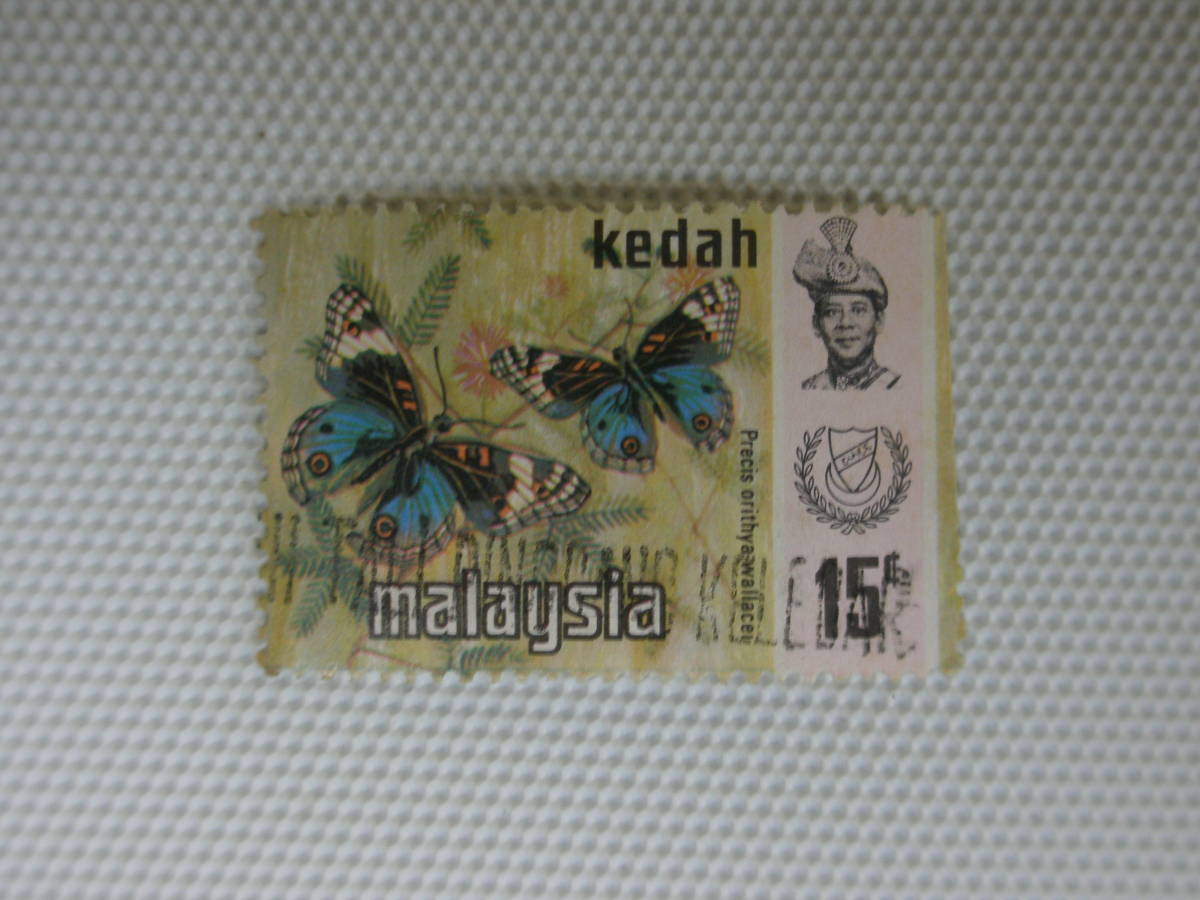 kedah
Precis orithya wallacei
malaysia
15¢